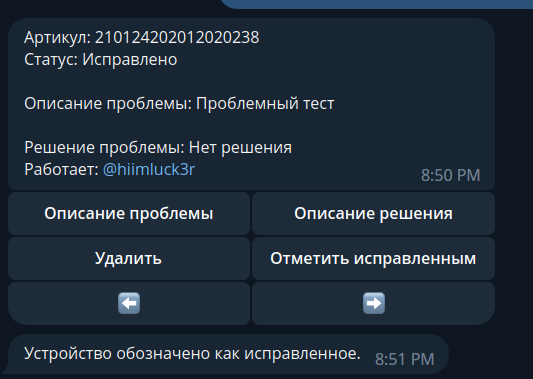 Артикул: 210124202012020238
Статус: Исправлено
Описание проблемы: Проблемный тест
Решение проблемы: Нет решения
Работает: @hiimluck3r
8:50 PM
Описание проблемы
Описание решения
Удалить
Отметить исправленным
Устройство обозначено как исправленное.
8:51 PM